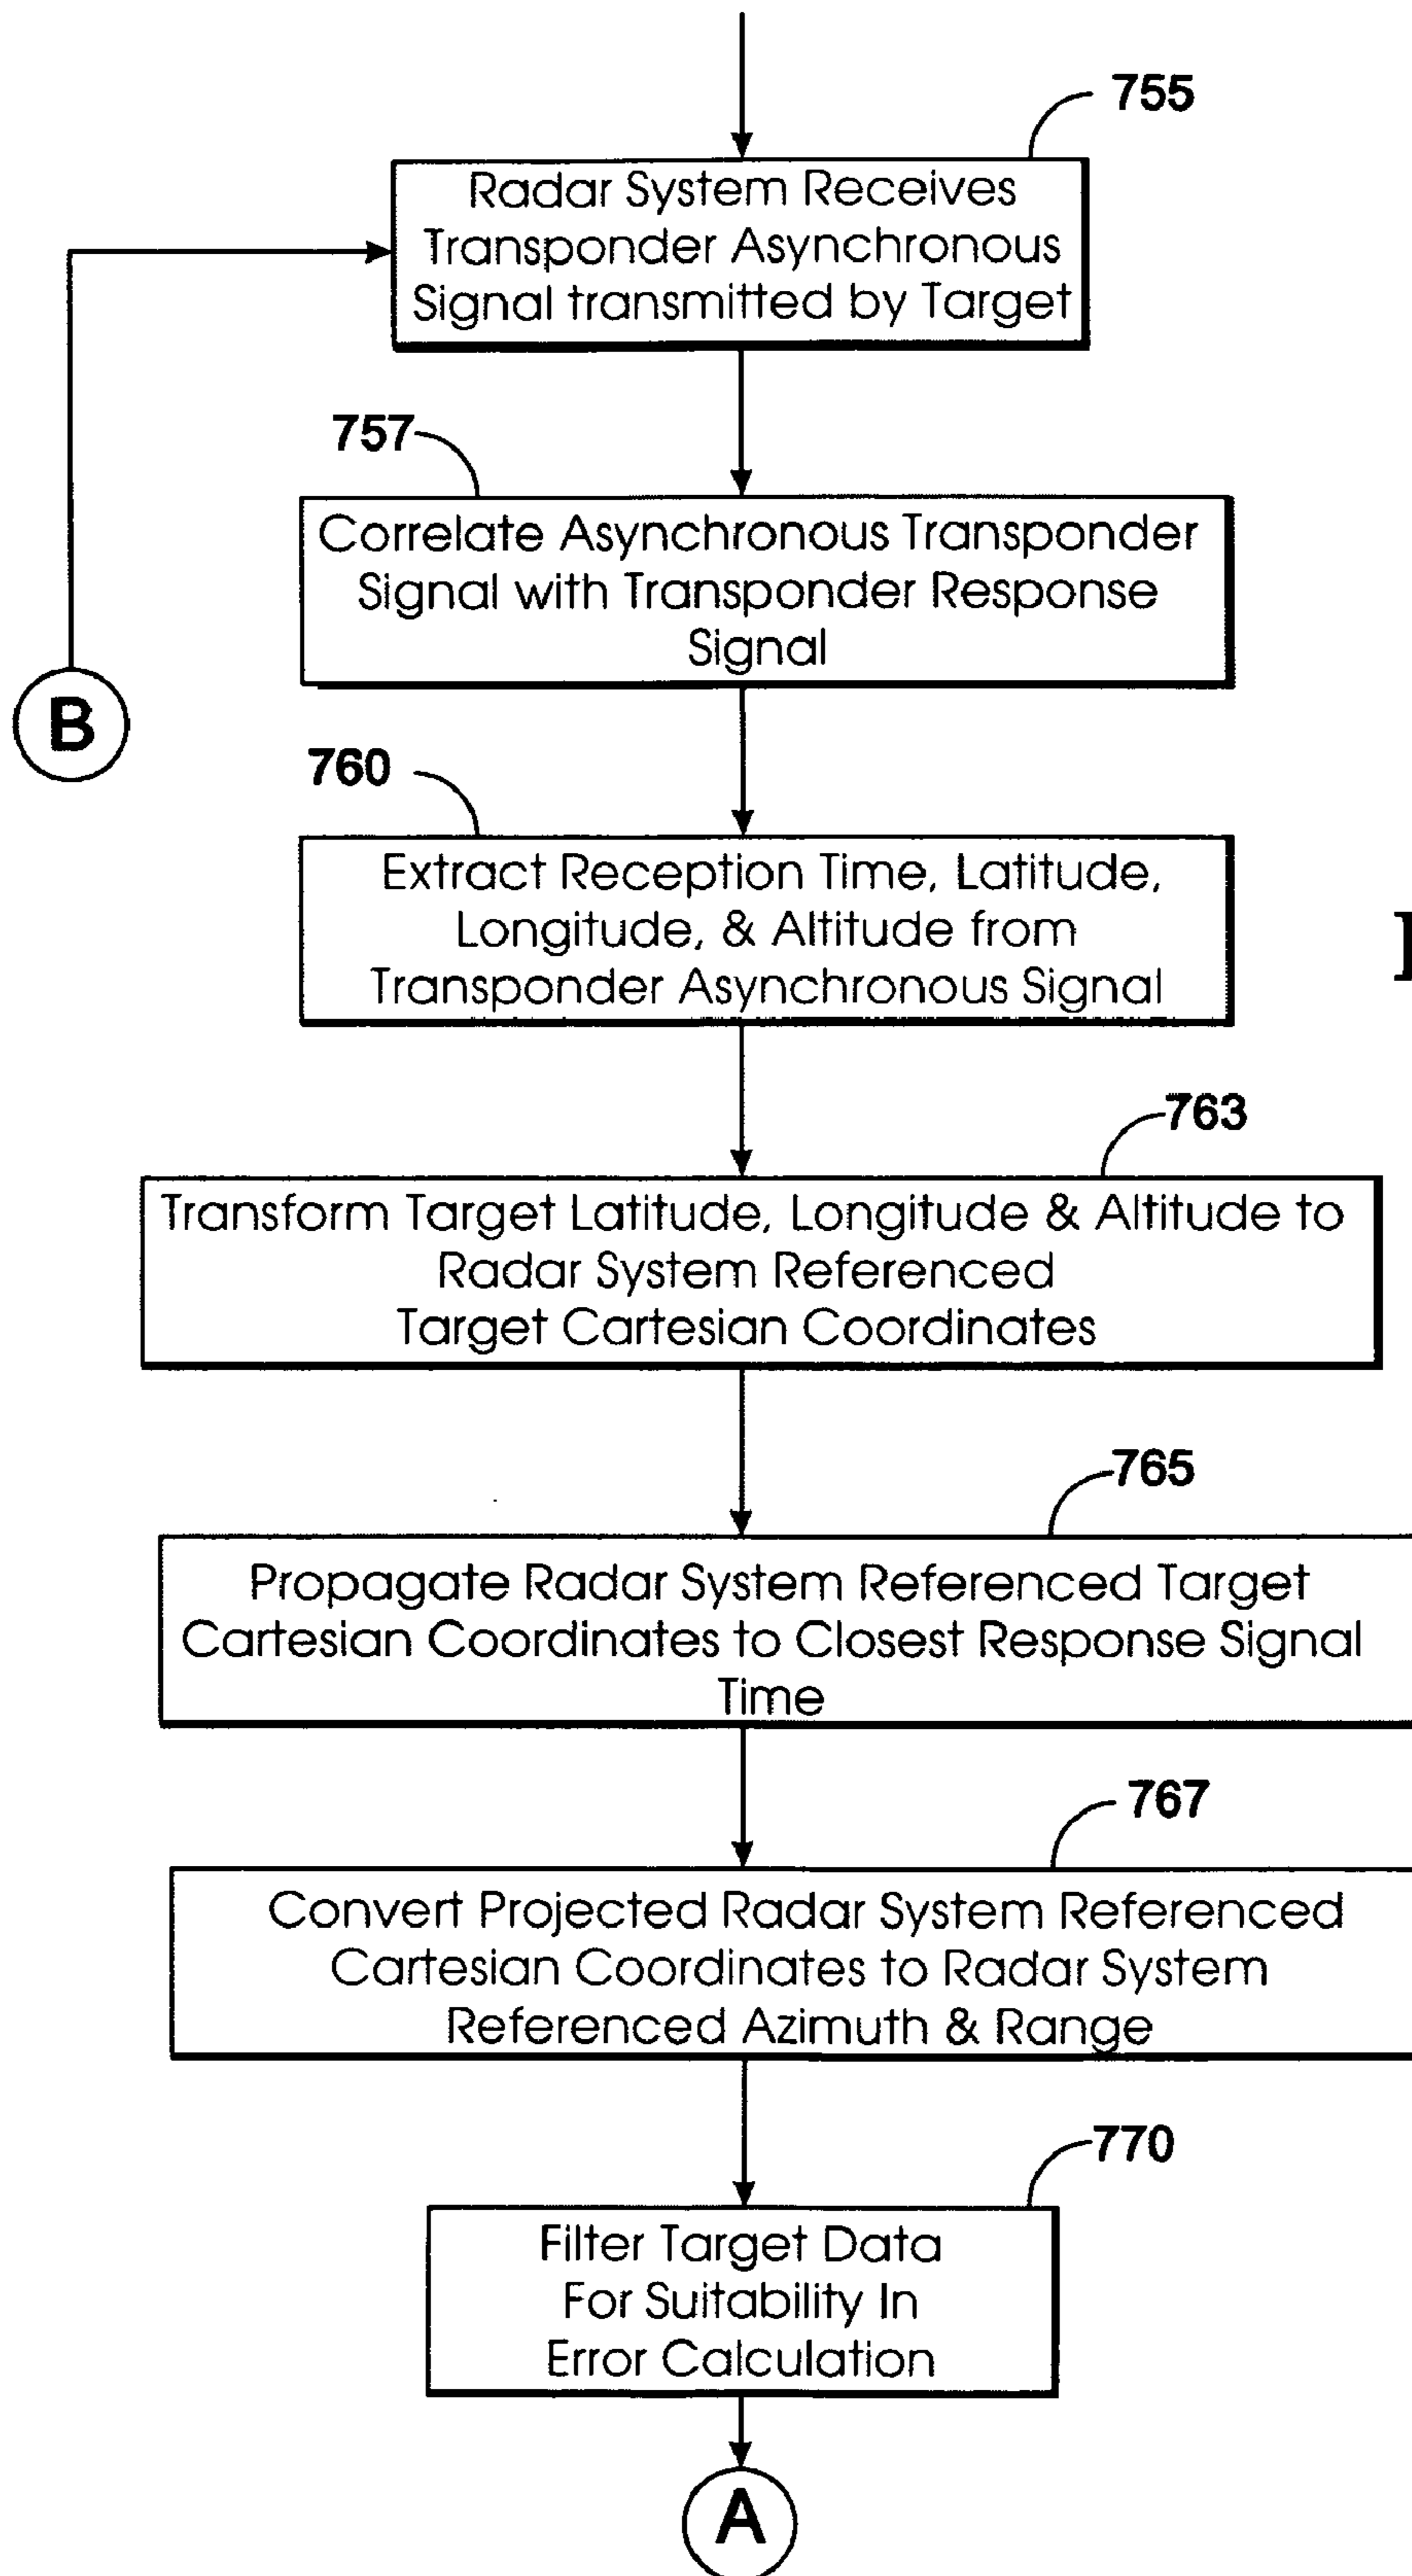 755
Radar System Receives
Transponder Asynchronous
Signal transmitted by Target
757
Correlate Asynchronous Transponder
Signal with Transponder Response
Signal
B
760
Extract Reception Time, Latitude,
Longitude, & Altitude from
Transponder Asynchronous Signal
763
Transform Target Latitude, Longitude & Altitude to
Radar System Referenced
Target Cartesian Coordinates
765
Propagate Radar System Referenced Target
Cartesian Coordinates to Closest Response Signal
Time
767
Convert Projected Radar System Referenced
Cartesian Coordinates to Radar System
Referenced Azimuth & Range
770
Filter Target Data
For Suitability In
Error Calculation
A